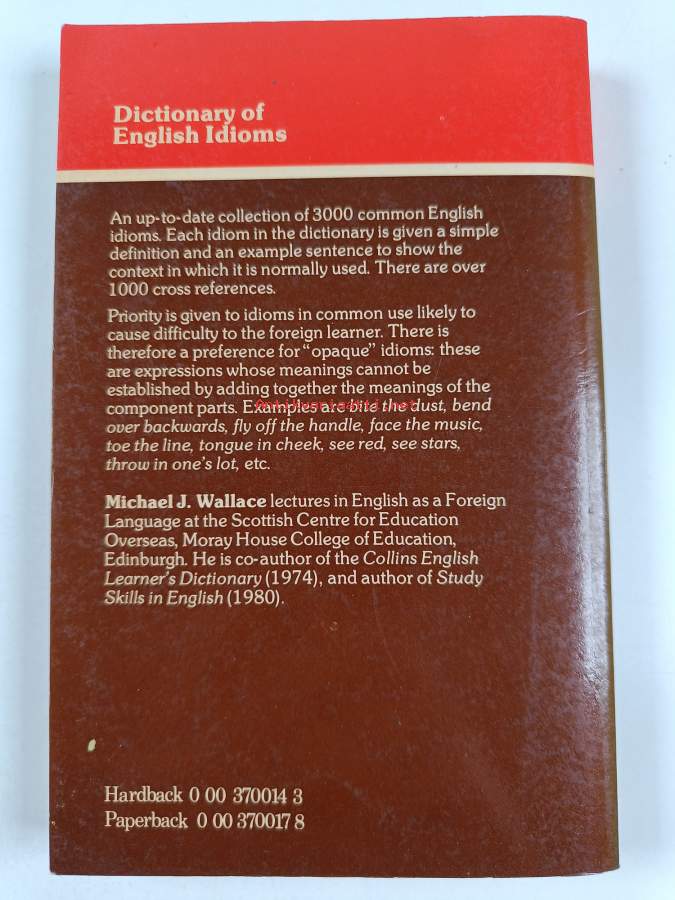 Dictionary of
English Idioms
An up-to-date collection of 3000 common English
idioms. Each idiom in the dictionary is given a simple
definition and an example sentence to show the
context in which it is normally used. There are over
1000 cross references.
Priority is given to idioms in common use likely to
cause difficulty to the foreign learner. There is
therefore a preference for "opaque" idioms: these
are expressions whose meanings cannot be
established by adding together the meanings of the
component parts. Examples are bite the dust, bend
over backwards, fly off the handle, face the music,
toe the line, tongue in cheek, see red, see stars,
throw in one's lot, etc.
Michael J. Wallace lectures in English as a Foreign
Language at the Scottish Centre for Education
Overseas, Moray House College of Education,
Edinburgh. He is co-author of the Collins English
Learner's Dictionary (1974), and author of Study
Skills in English (1980).
Hardback 0 00 370014 3
Paperback 0 00 370017 8